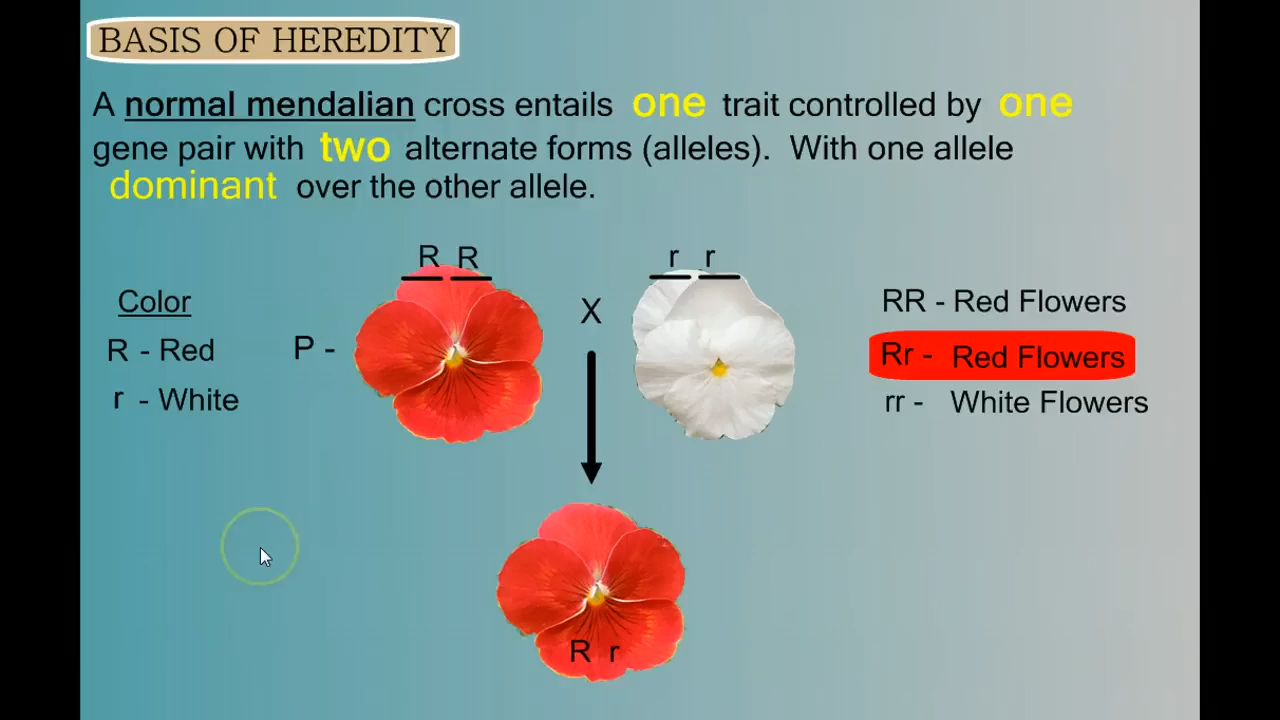 BASIS OF HEREDITY
A normal mendalian cross entails one trait controlled by one
gene pair with two alternate forms (alleles). With one allele
dominant over the other allele.
R R
r r
Color
R - Red
r - White
P -
X
RR - Red Flowers
Rr - Red Flowers
rr - White Flowers
R r